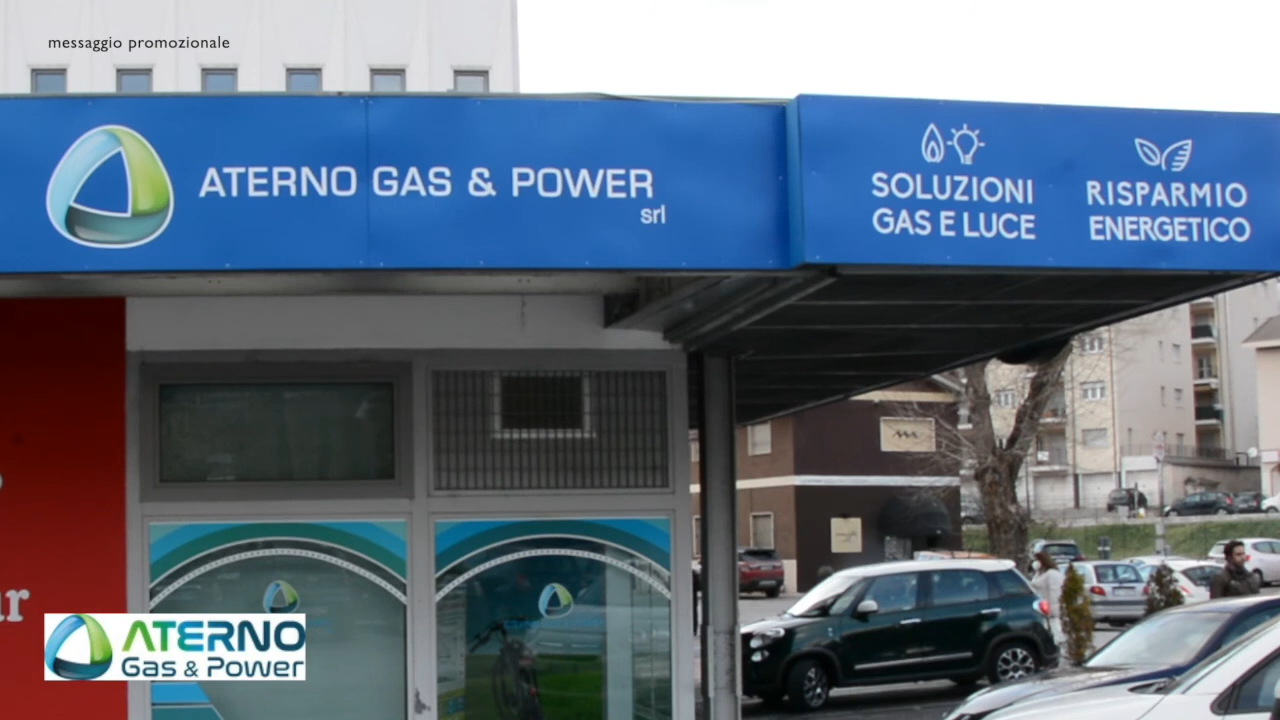 messaggio promozionale
ATERNO GAS & POWER
srl
SOLUZIONI
GAS E LUCE
RISPARMIO
ENERGETICO
ATERNO
Gas & Power